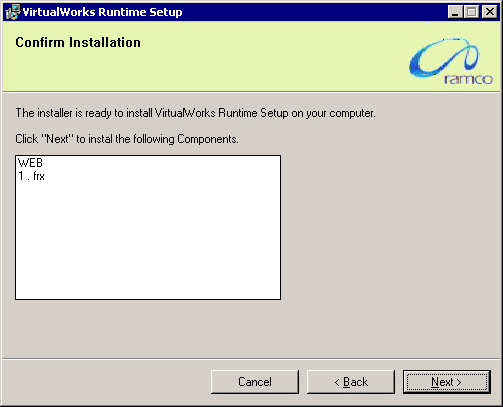 VirtualWorks Runtime Setup
Confirm Installation
ramco
The installer is ready to install VirtualWorks Runtime Setup on your computer.
Click "Next" to instal the following Components.
WEB
1 . frx
Cancel
< Back
Next >